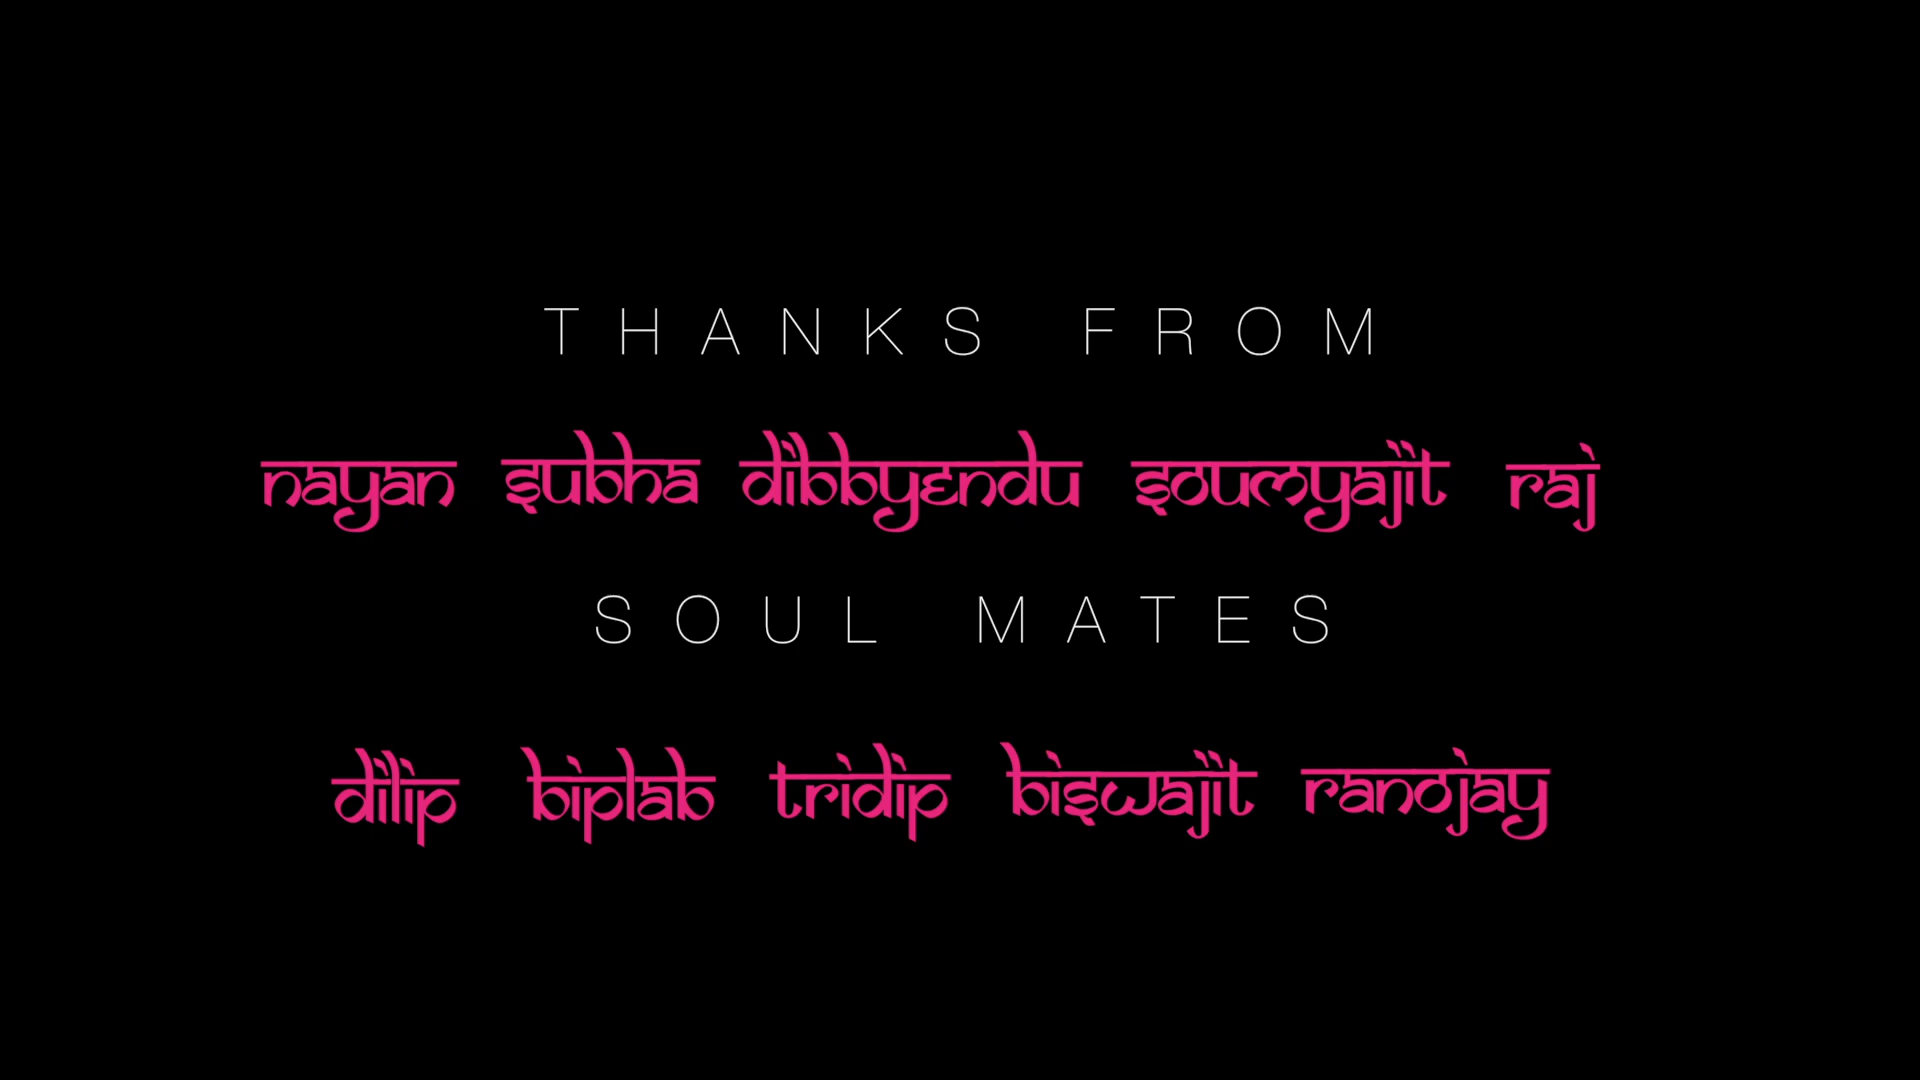 THANKS FROM
nayan subha dibbyendu soumyajit raj
SOUL MATES
dilip biplab tridip biswajit ranojay